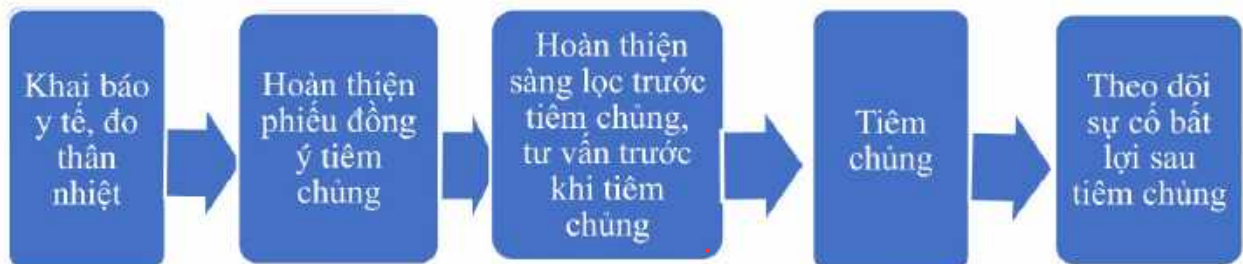 Khai báo
y tế, đo
thân
nhiệt
Hoàn thiện
phiếu đồng
ý tiêm
chủng
Hoàn thiện
sàng lọc trước
tiêm chủng,
tư vấn trước
khi tiêm
chủng
Tiêm
chủng
Theo dõi
sự cố bất
lợi sau
tiêm chủng